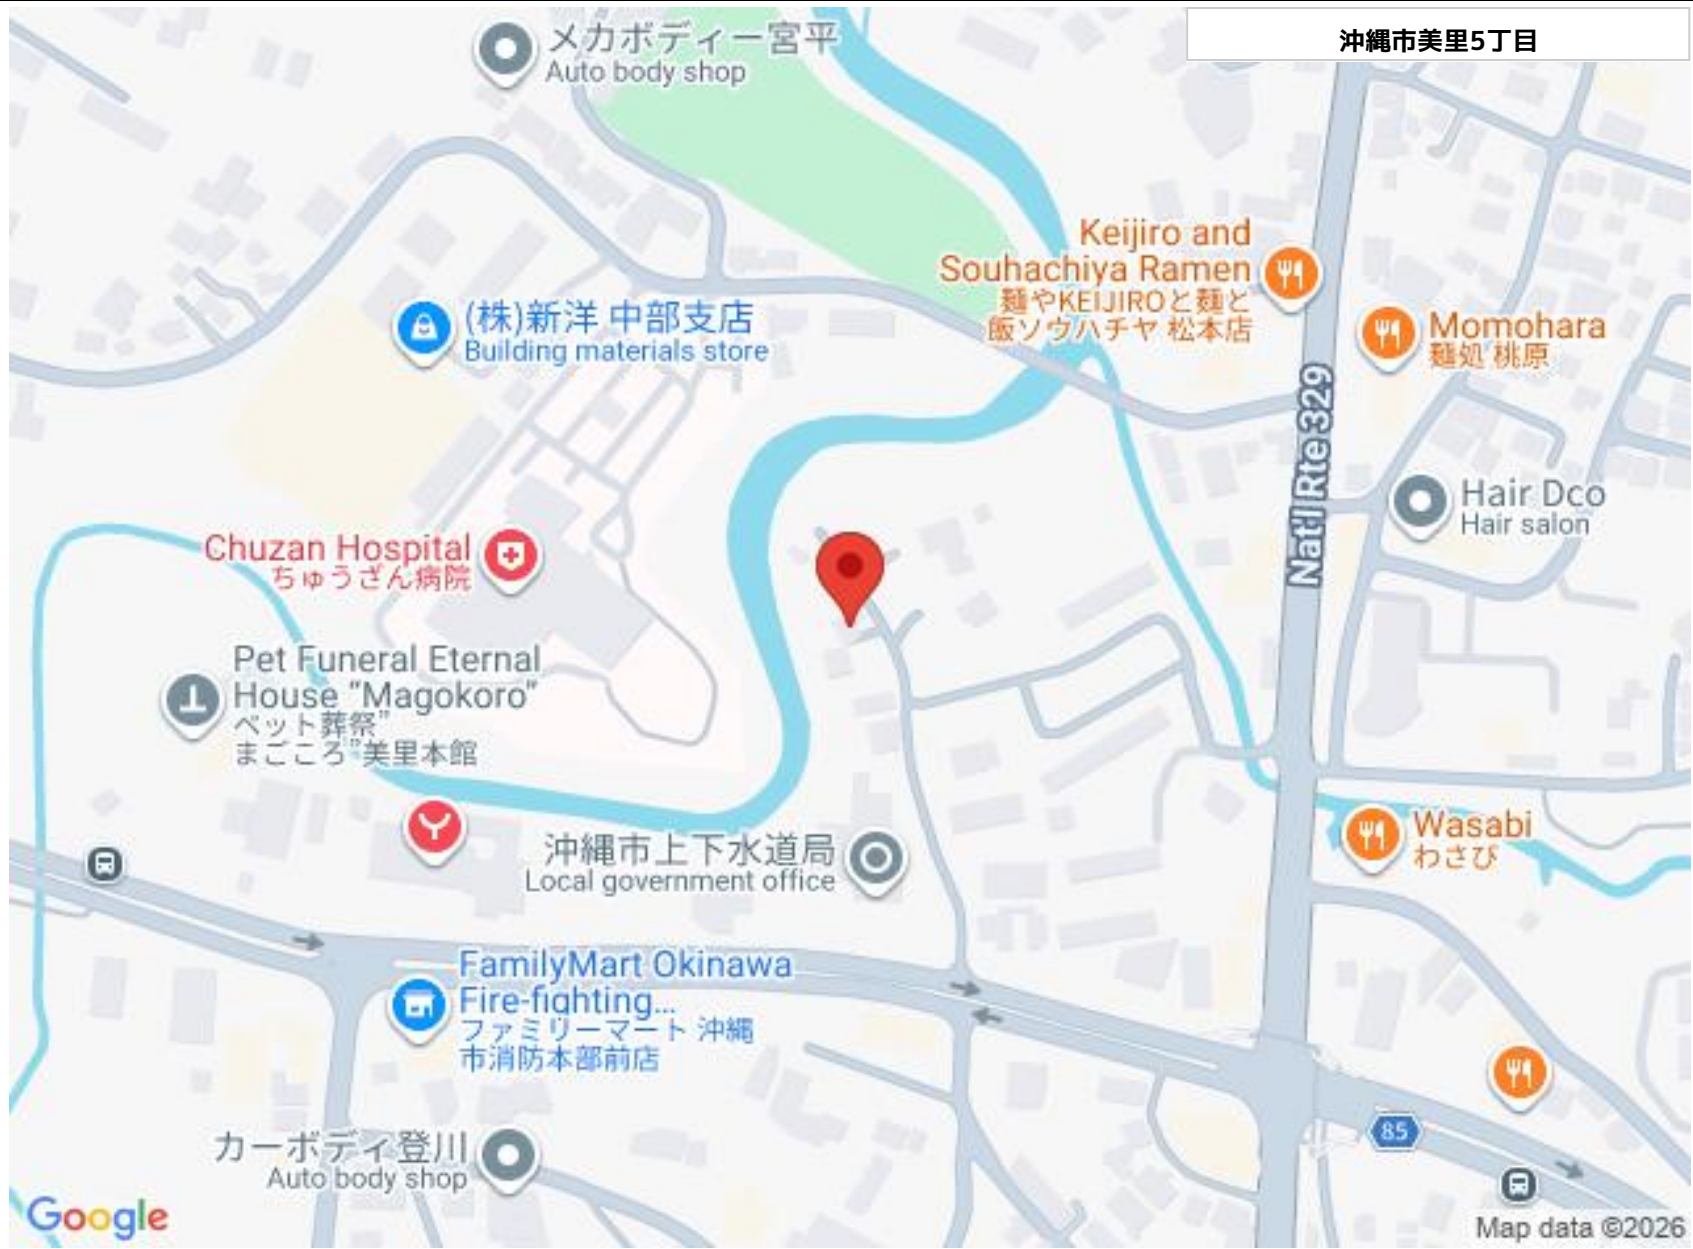 沖縄市美里5丁目
メカボディー宮平
Auto body shop
Keijiro and
Souhachiya Ramen
麺やKEIJIROと麺と
飯ソウハチヤ 松本店
(株)新洋 中部支店
Building materials store
Momohara
麺処 桃原
Nat'l Rte 329
Hair Dco
Hair salon
Chuzan Hospital
ちゅうざん病院
Pet Funeral Eternal
House "Magokoro"
ペット葬祭”
まごころ”美里本館
Wasabi
わさび
沖縄市上下水道局
Local government office
FamilyMart Okinawa
Fire-fighting...
ファミリーマート 沖縄
市消防本部前店
85
カーボディ登川
Auto body shop
Google
Map data ©2026